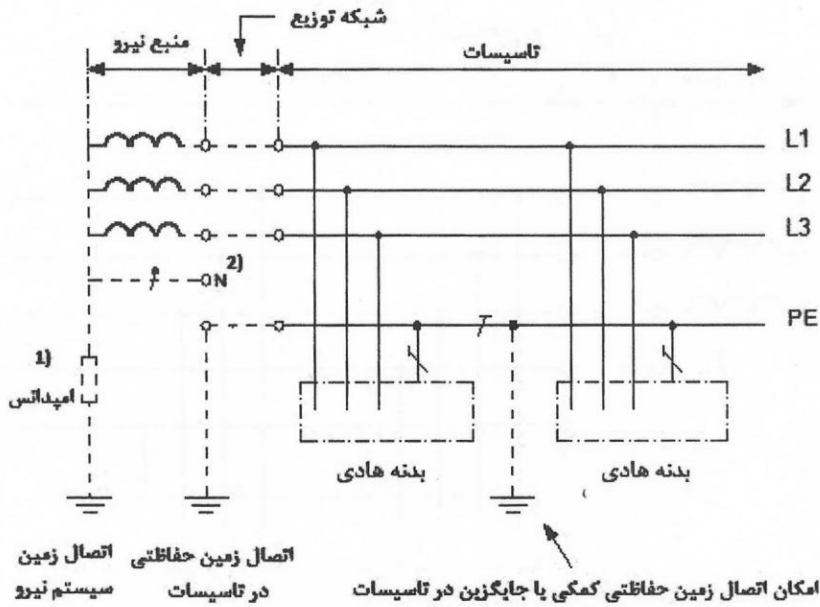 شبکه توزیع
منبع نیرو
تاسیسات
L1
L2
L3
2)
N
PE
1)
امپدانس
بدنه هادی
بدنه هادی
اتصال زمین
سیستم نیرو
اتصال زمین حفاظتی
در تاسیسات
امکان اتصال زمین حفاظتی کمکی یا جایگزین در تاسیسات